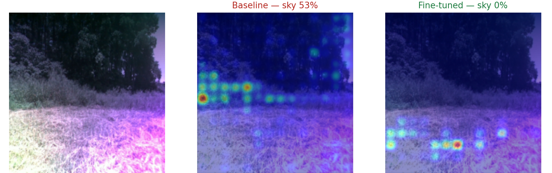 Baseline — sky 53%
Fine-tuned — sky 0%